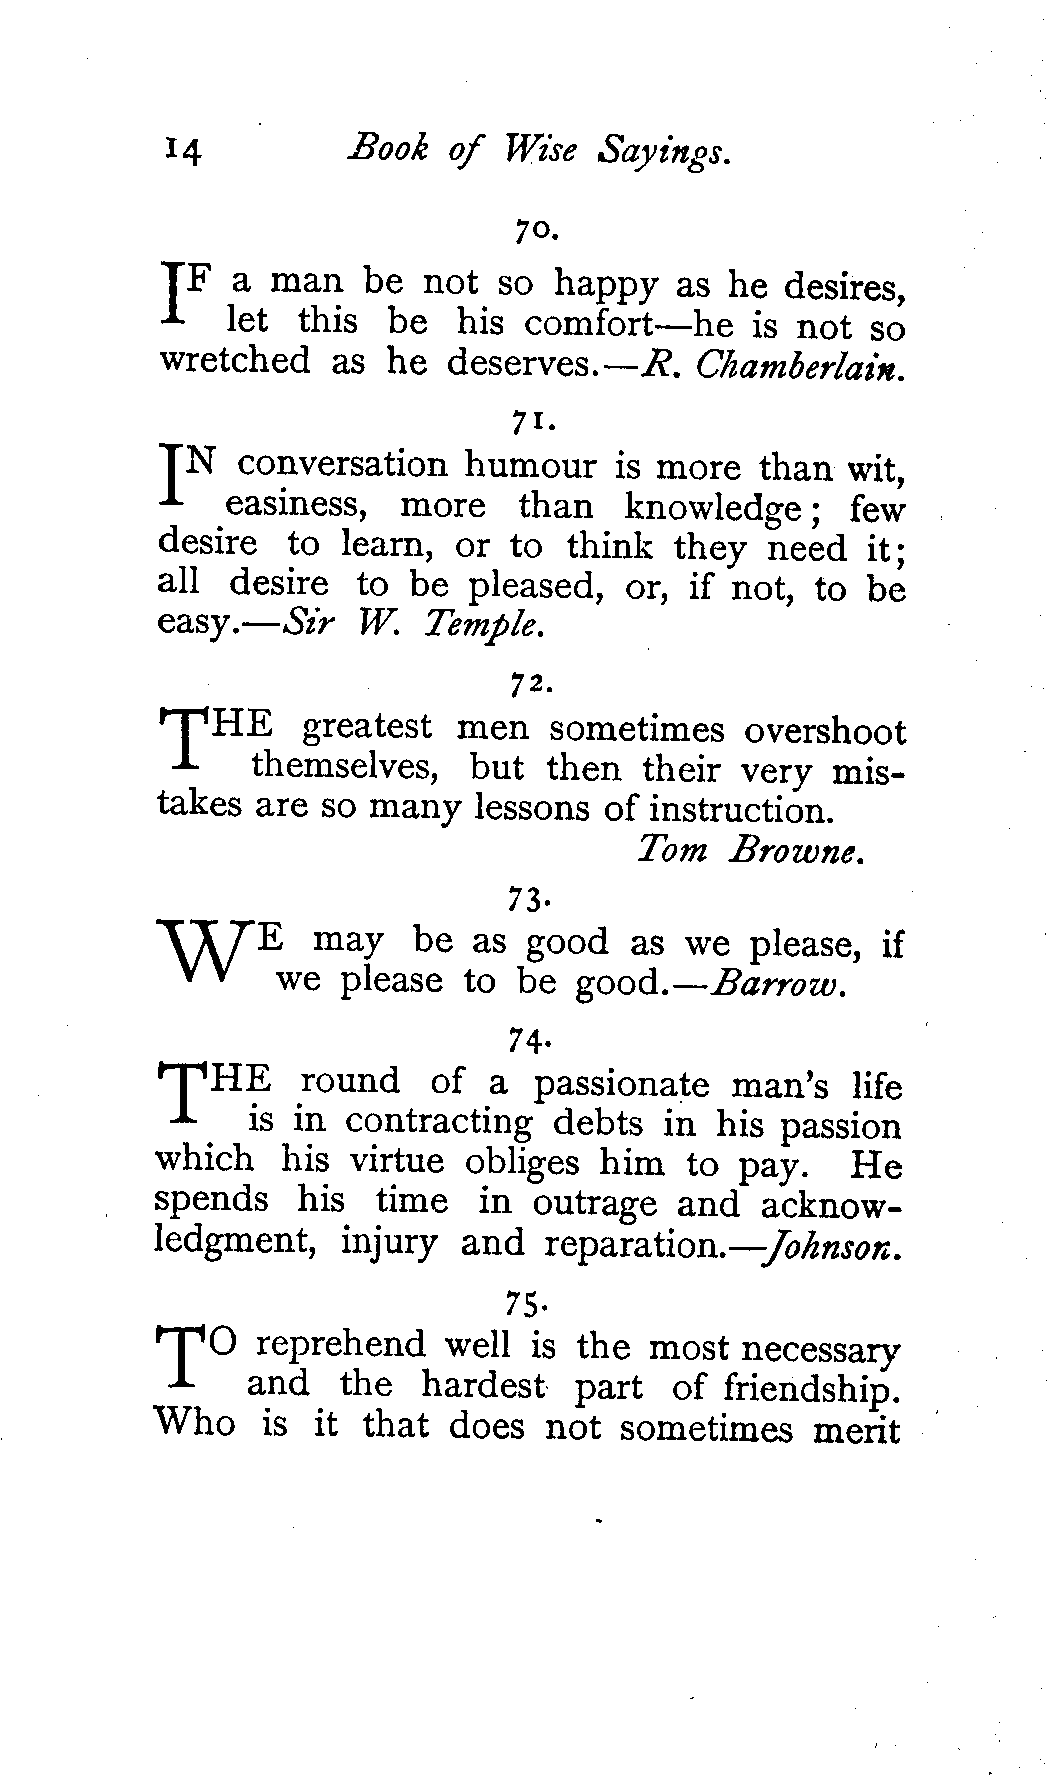 14 Book of Wise Sayings.
70.
IF a man be not so happy as he desires,
let this be his comfort—he is not so
wretched as he deserves.—R. Chamberlain.
71.
IN conversation humour is more than wit,
easiness, more than knowledge; few
desire to learn, or to think they need it;
all desire to be pleased, or, if not, to be
easy.—Sir W. Temple.
72.
THE greatest men sometimes overshoot
themselves, but then their very mis-
takes are so many lessons of instruction.
Tom Browne.
73.
WE may be as good as we please, if
we please to be good.—Barrow.
74.
THE round of a passionate man's life
is in contracting debts in his passion
which his virtue obliges him to pay. He
spends his time in outrage and acknow-
ledgment, injury and reparation.—Johnson.
75.
TO reprehend well is the most necessary
and the hardest part of friendship.
Who is it that does not sometimes merit